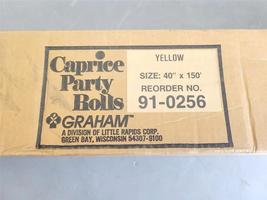 Caprice
Party
Rolls
GRAHAM
A DIVISION OF LITTLE RAPIDS CORP.
GREEN BAY, WISCONSIN 54307-9100
YELLOW
SIZE: 40" x 150'
REORDER NO.
91-0256